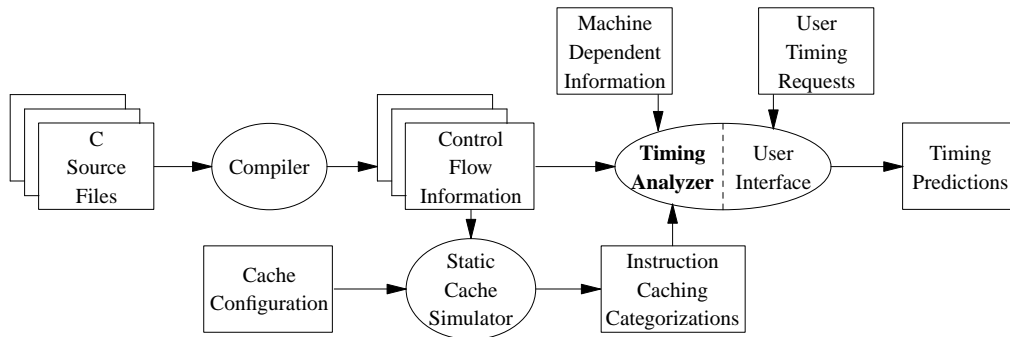 Machine
Dependent
Information
User
Timing
Requests
C
Source
Files
Compiler
Control
Flow
Information
Timing
Analyzer
User
Interface
Timing
Predictions
Cache
Configuration
Static
Cache
Simulator
Instruction
Caching
Categorizations